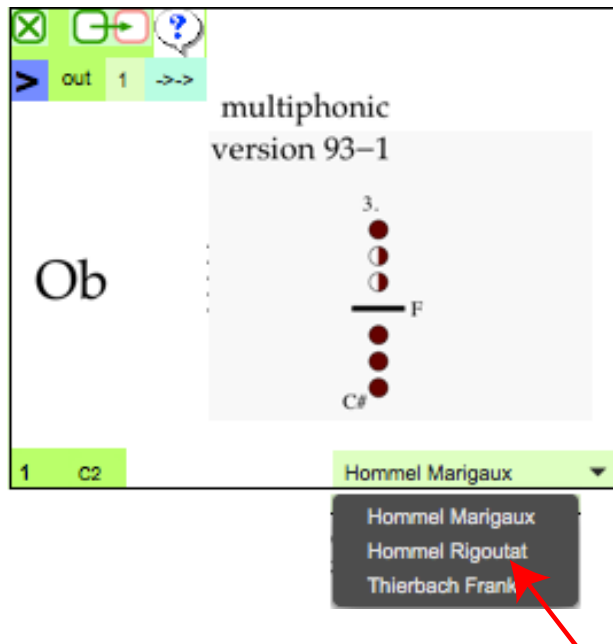 ?
> out 1 ->->
multiphonic
version 93–1
3.
Ob
F
C#
1 C2
Hommel Marigaux
Hommel Marigaux
Hommel Rigoutat
Thierbach Frank